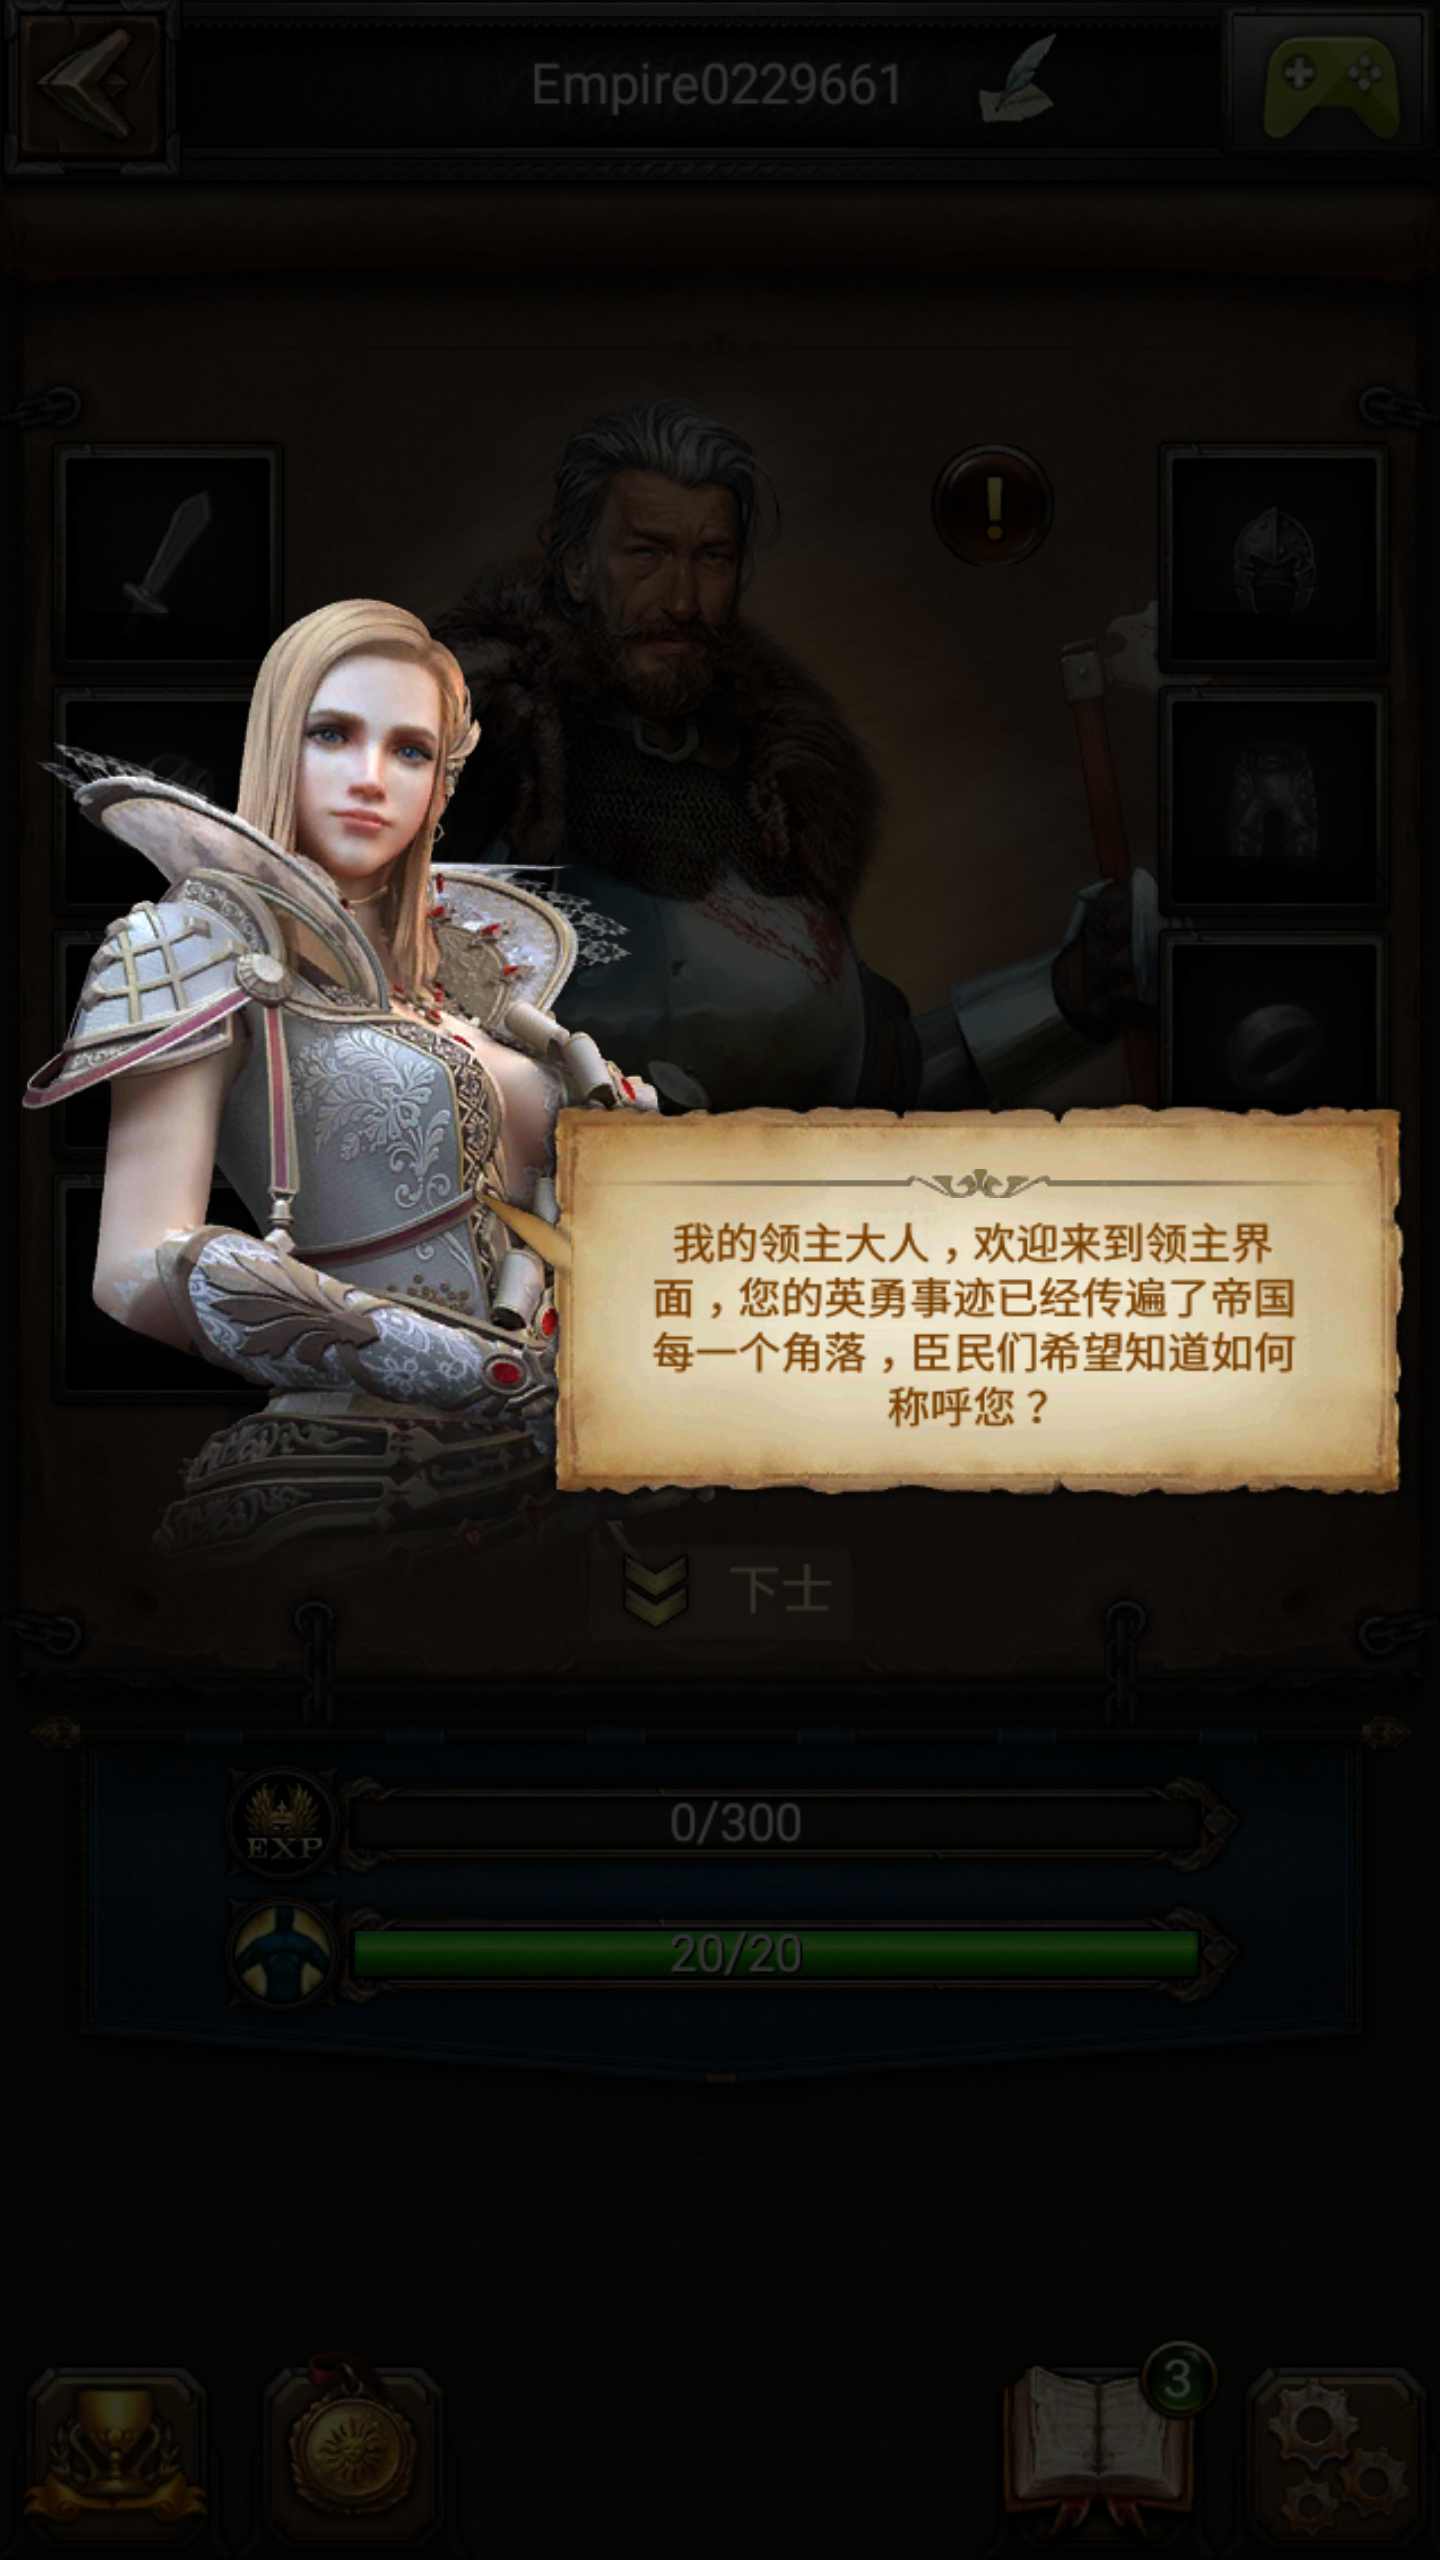 Empire0229661
我的领主大人，欢迎来到领主界
面，您的英勇事迹已经传遍了帝国
每一个角落，臣民们希望知道如何
称呼您？
下士
EXP
0/300
20/20
3